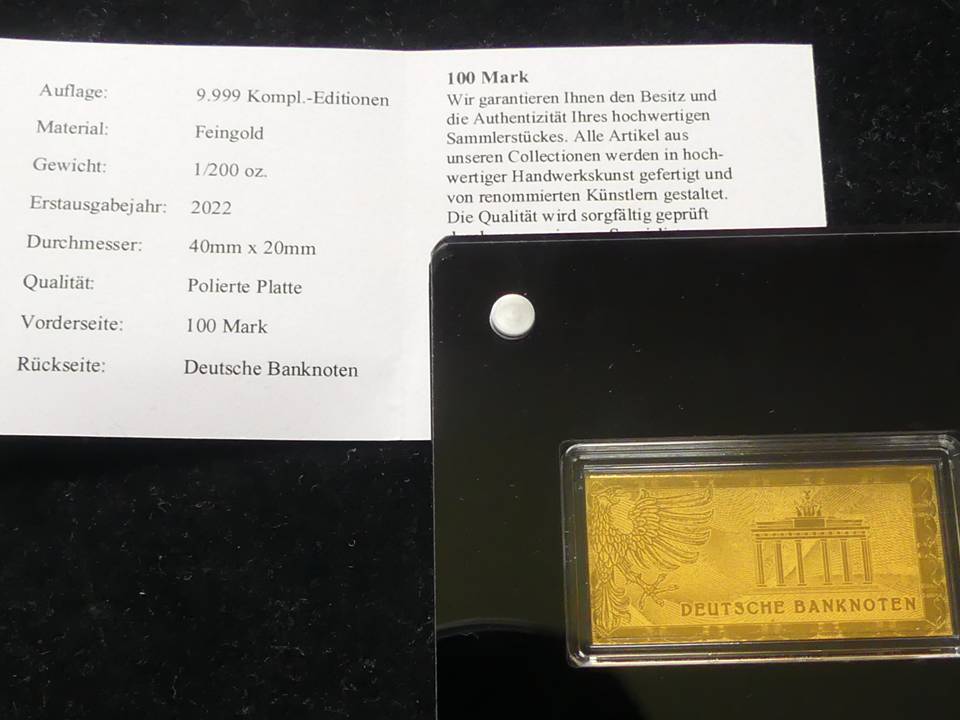 Auflage: 9.999 Kompl.-Editionen
Material: Feingold
Gewicht: 1/200 oz.
Erstausgabejahr: 2022
Durchmesser: 40mm x 20mm
Qualität: Polierte Platte
Vorderseite: 100 Mark
Rückseite: Deutsche Banknoten
100 Mark
Wir garantieren Ihnen den Besitz und
die Authentizität Ihres hochwertigen
Sammlerstückes. Alle Artikel aus
unseren Collectionen werden in hoch-
wertiger Handwerkskunst gefertigt und
von renommierten Künstlern gestaltet.
Die Qualität wird sorgfältig geprüft
DEUTSCHE BANKNOTEN